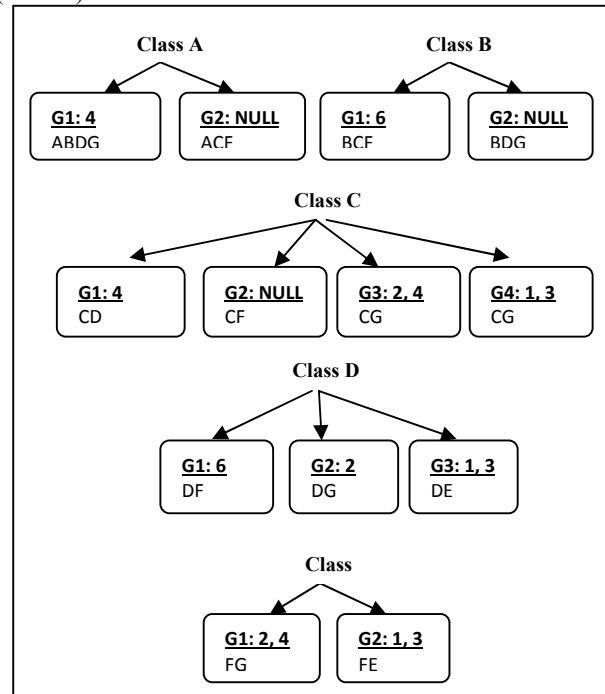 Class A Class B
G1: 4 G2: NULL G1: 6 G2: NULL
ABDG ACF BCF BDG
Class C
G1: 4 G2: NULL G3: 2, 4 G4: 1, 3
CD CF CG CG
Class D
G1: 6 G2: 2 G3: 1, 3
DF DG DE
Class
G1: 2, 4 G2: 1, 3
FG FE